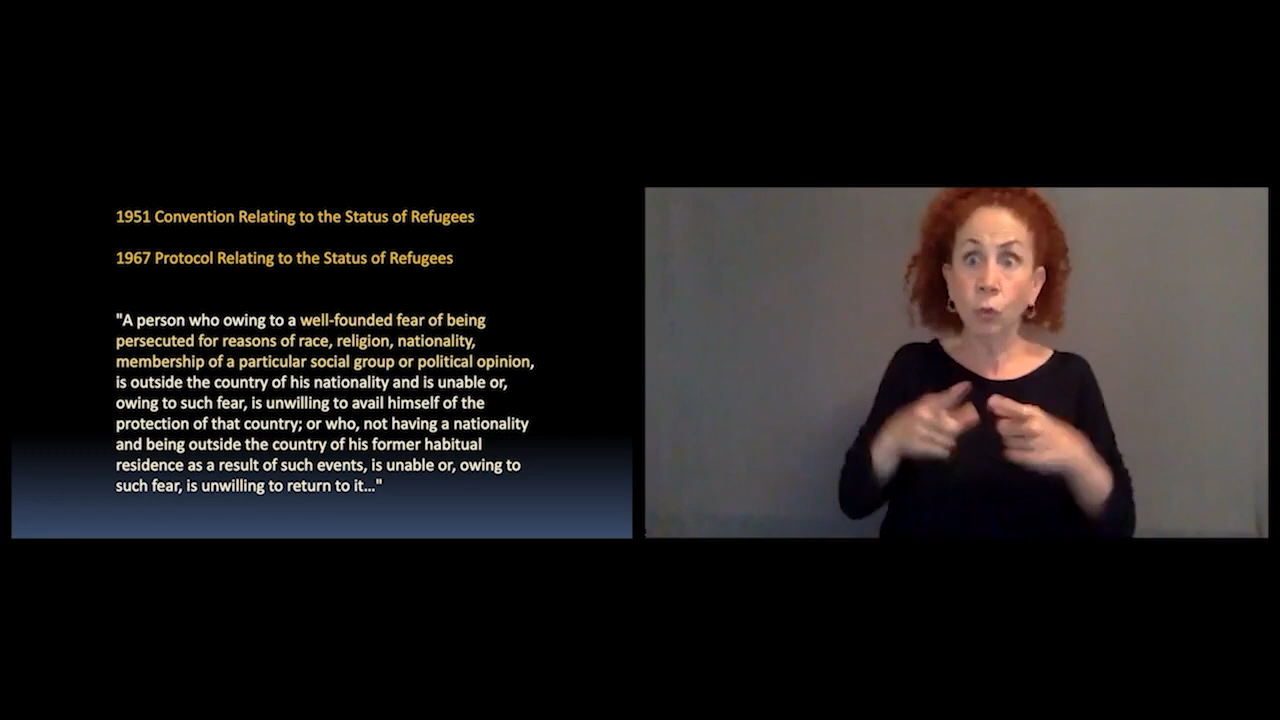 1951 Convention Relating to the Status of Refugees
1967 Protocol Relating to the Status of Refugees
"A person who owing to a well-founded fear of being
persecuted for reasons of race, religion, nationality,
membership of a particular social group or political opinion,
is outside the country of his nationality and is unable or,
owing to such fear, is unwilling to avail himself of the
protection of that country; or who, not having a nationality
and being outside the country of his former habitual
residence as a result of such events, is unable or, owing to
such fear, is unwilling to return to it..."